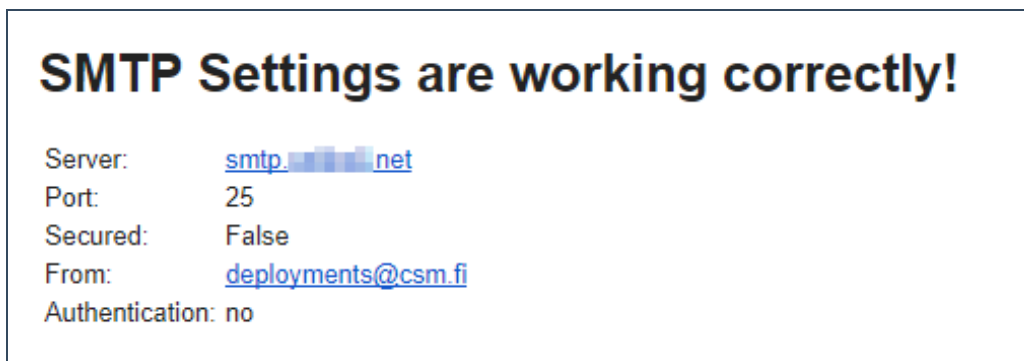 SMTP Settings are working correctly!
Server: smtp. net
Port: 25
Secured: False
From: deployments@csm.fi
Authentication: no